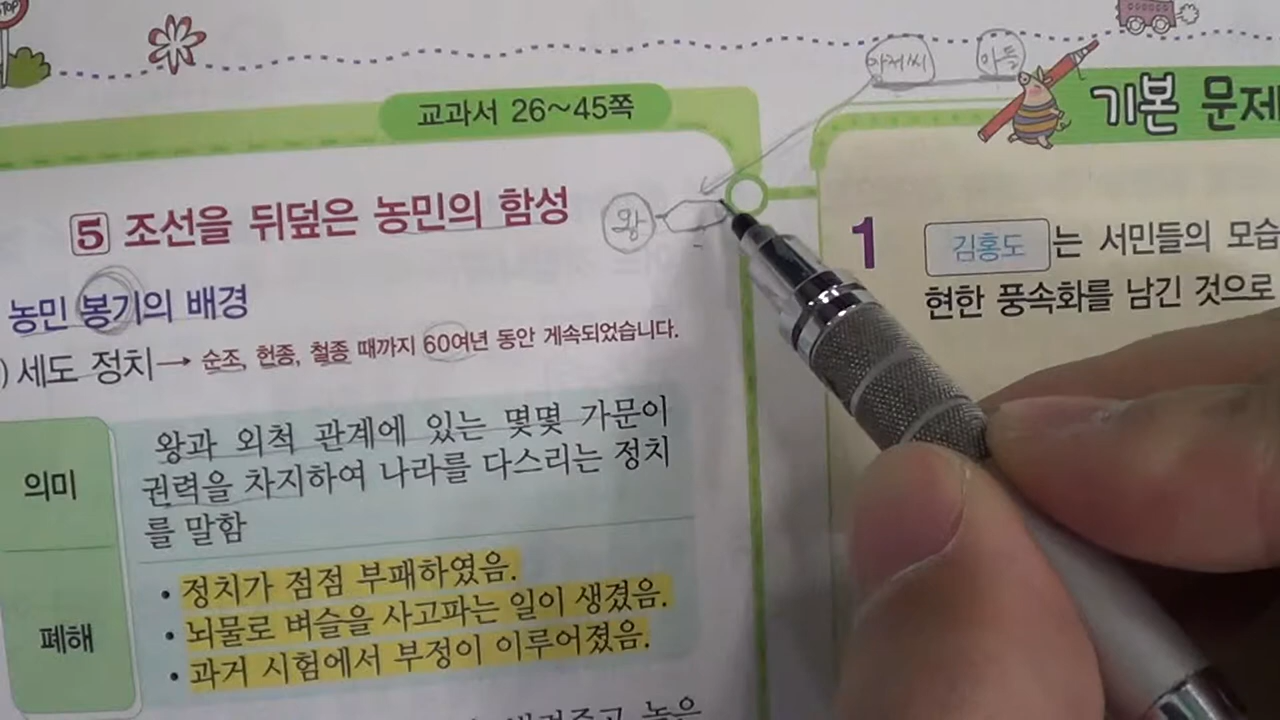 STOP
아저씨 아들
교과서 26~45쪽
기본 문제
5 조선을 뒤덮은 농민의 함성
왕
농민 봉기의 배경
) 세도 정치→ 순조, 헌종, 철종 때까지 60여년 동안 계속되었습니다.
의미
왕과 외척 관계에 있는 몇몇 가문이
권력을 차지하여 나라를 다스리는 정치
를 말함
폐해
• 정치가 점점 부패하였음.
• 뇌물로 벼슬을 사고파는 일이 생겼음.
• 과거 시험에서 부정이 이루어졌음.
1 김홍도는 서민들의 모습
현한 풍속화를 남긴 것으로